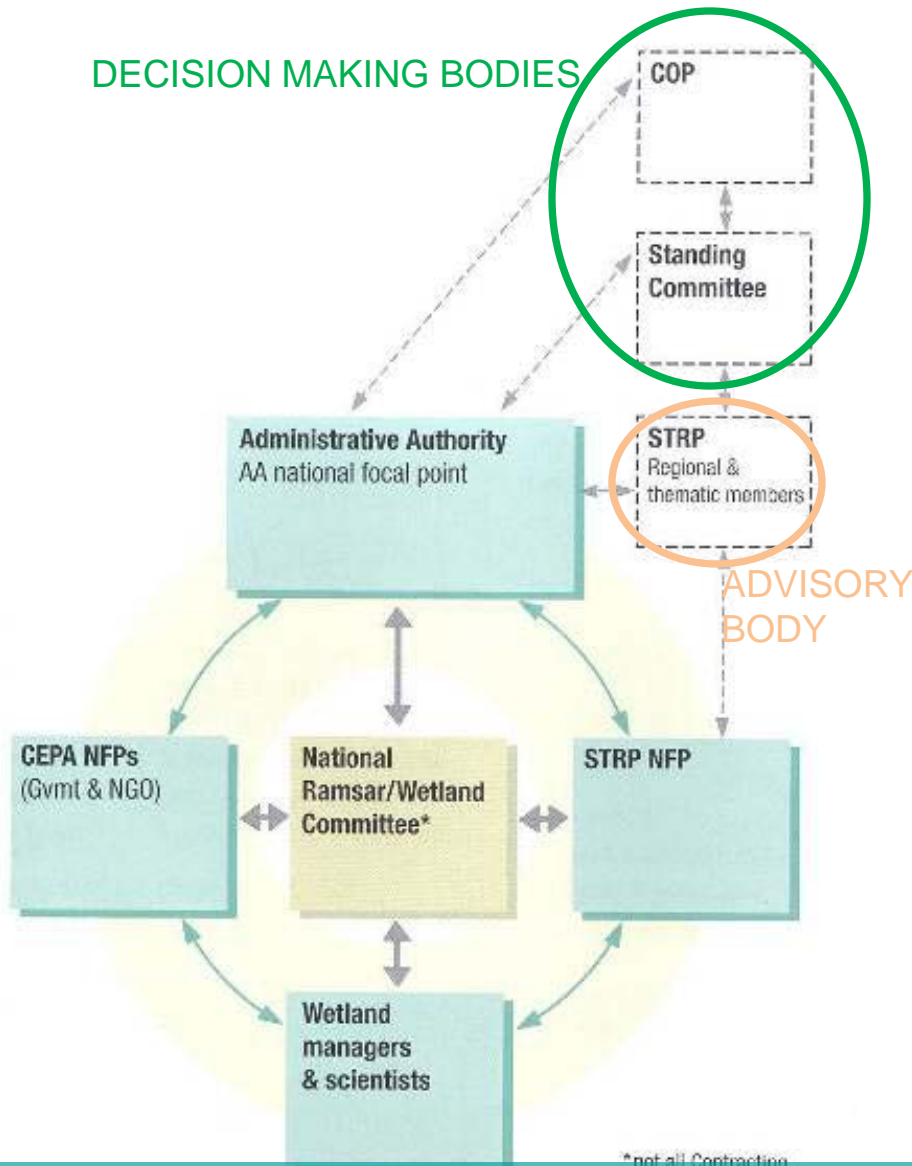 DECISION MAKING BODIES
COP
Standing
Committee
Administrative Authority
AA national focal point
STRP
Regional &
thematic members
ADVISORY
BODY
CEPA NFPs
(Gvmt & NGO)
National
Ramsar/Wetland
Committee*
STRP NFP
Wetland
managers
& scientists
*not all Contracting